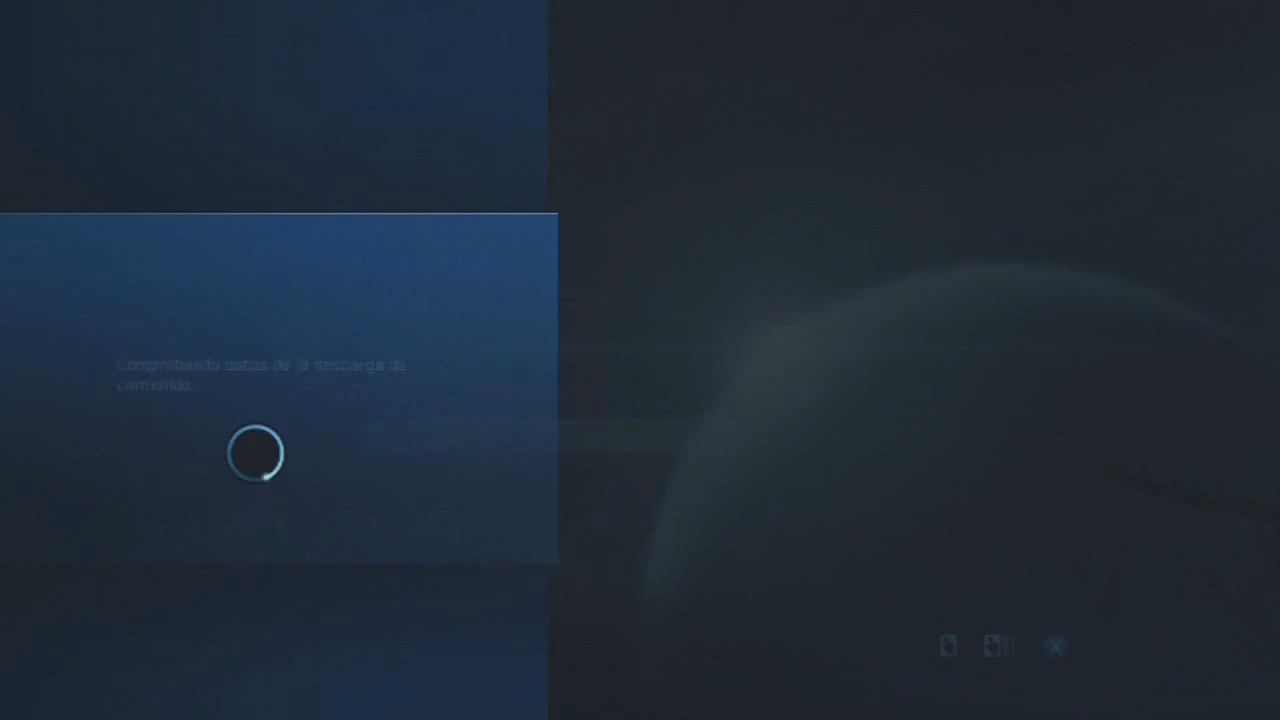 Comprobando datos de la descarga de
contenido...